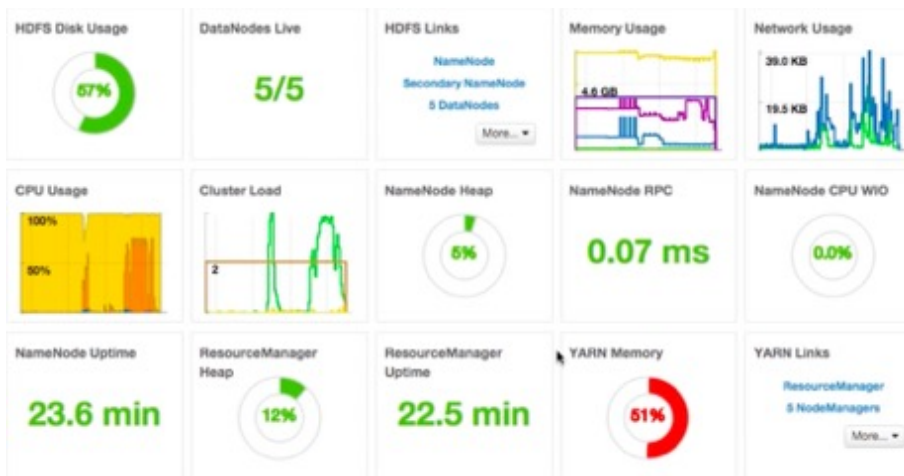 HDFS Disk Usage
57%
DataNodes Live
5/5
HDFS Links
NameNode
Secondary NameNode
5 DataNodes
More...
Memory Usage
4.6 GB
Network Usage
39.0 KB
19.5 KB
CPU Usage
100%
50%
Cluster Load
2
NameNode Heap
5%
NameNode RPC
0.07 ms
NameNode CPU WIO
0.0%
NameNode Uptime
23.6 min
ResourceManager
Heap
12%
ResourceManager
Uptime
22.5 min
YARN Memory
51%
YARN Links
ResourceManager
5 NodeManagers
More...